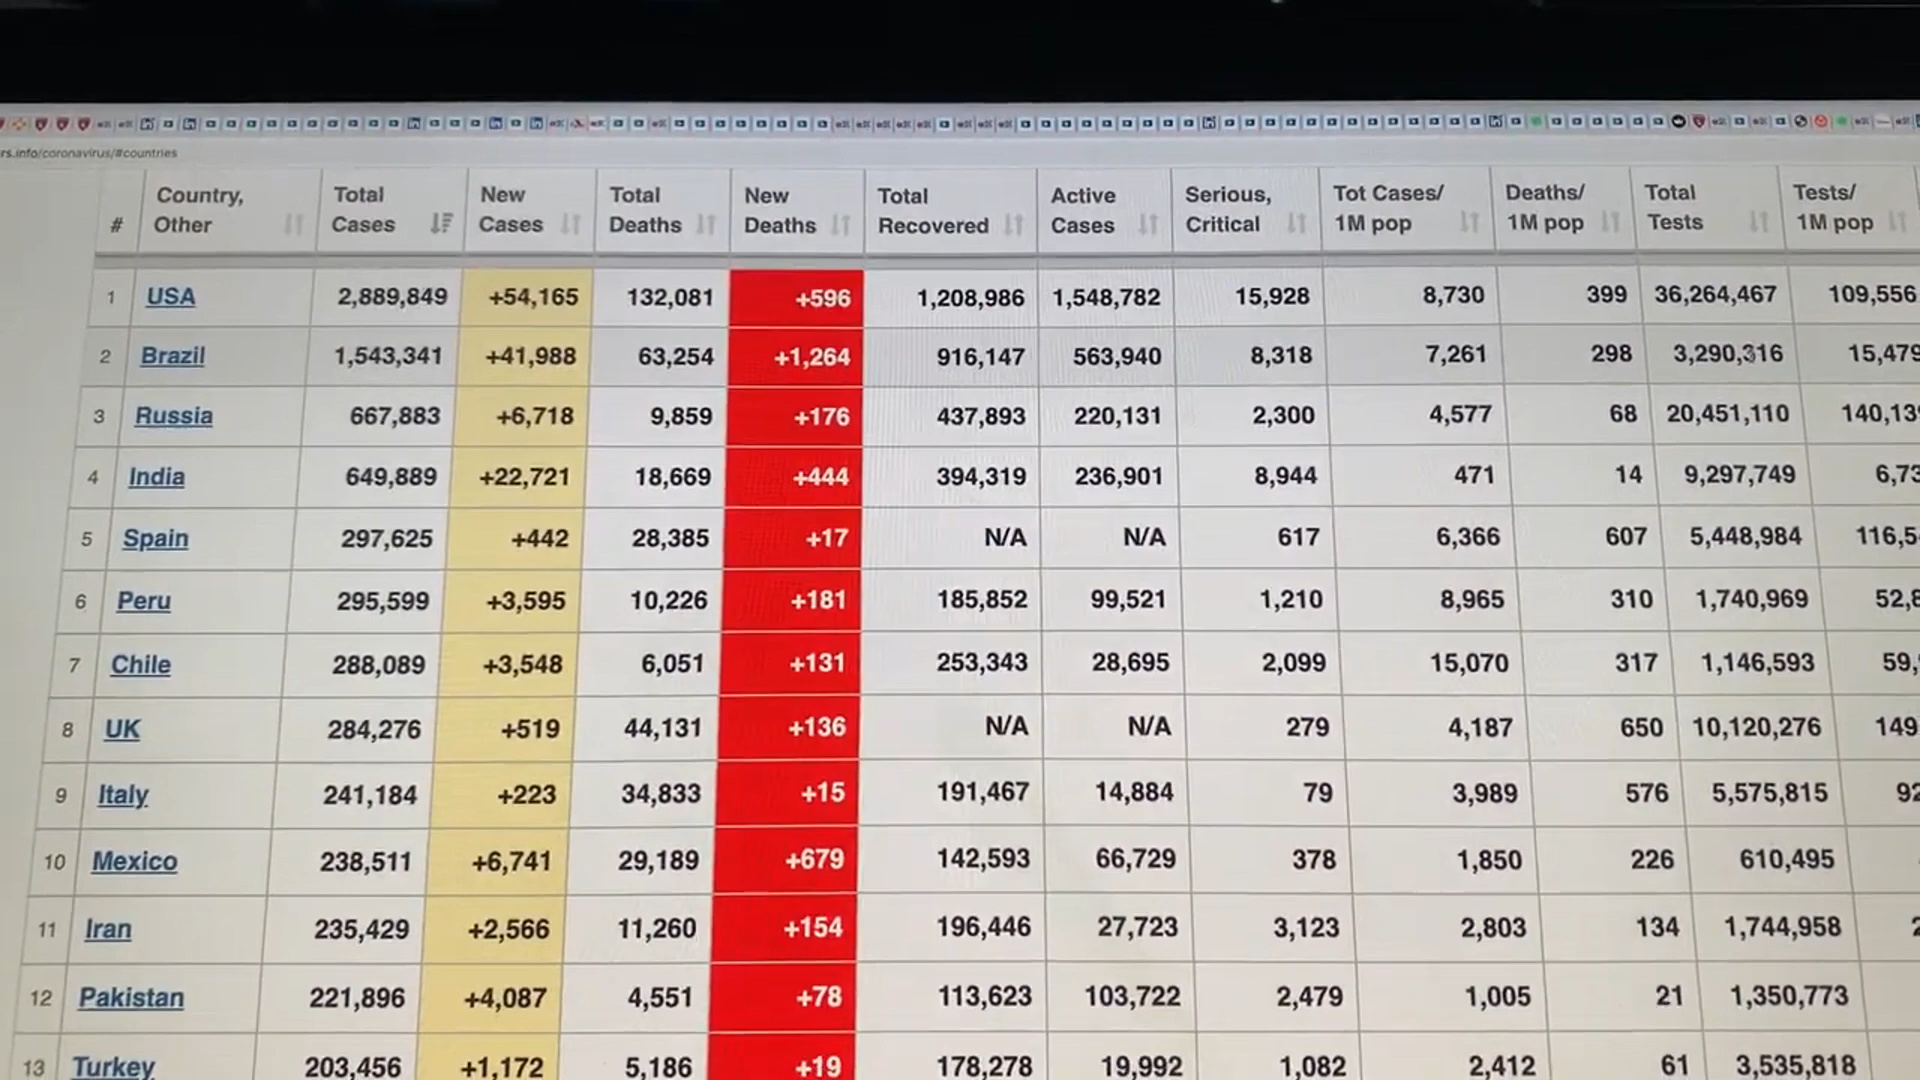 rs.info/coronavirus/#countries
# Country, Other Total Cases New Cases Total Deaths New Deaths Total Recovered Active Cases Serious, Critical Tot Cases/ 1M pop Deaths/ 1M pop Total Tests Tests/ 1M pop
1 USA 2,889,849 +54,165 132,081 +596 1,208,986 1,548,782 15,928 8,730 399 36,264,467 109,556
2 Brazil 1,543,341 +41,988 63,254 +1,264 916,147 563,940 8,318 7,261 298 3,290,316 15,479
3 Russia 667,883 +6,718 9,859 +176 437,893 220,131 2,300 4,577 68 20,451,110 140,13
4 India 649,889 +22,721 18,669 +444 394,319 236,901 8,944 471 14 9,297,749 6,73
5 Spain 297,625 +442 28,385 +17 N/A N/A 617 6,366 607 5,448,984 116,5
6 Peru 295,599 +3,595 10,226 +181 185,852 99,521 1,210 8,965 310 1,740,969 52,8
7 Chile 288,089 +3,548 6,051 +131 253,343 28,695 2,099 15,070 317 1,146,593 59,
8 UK 284,276 +519 44,131 +136 N/A N/A 279 4,187 650 10,120,276 149
9 Italy 241,184 +223 34,833 +15 191,467 14,884 79 3,989 576 5,575,815 92
10 Mexico 238,511 +6,741 29,189 +679 142,593 66,729 378 1,850 226 610,495
11 Iran 235,429 +2,566 11,260 +154 196,446 27,723 3,123 2,803 134 1,744,958 2
12 Pakistan 221,896 +4,087 4,551 +78 113,623 103,722 2,479 1,005 21 1,350,773
13 Turkey 203,456 +1,172 5,186 +19 178,278 19,992 1,082 2,412 61 3,535,818